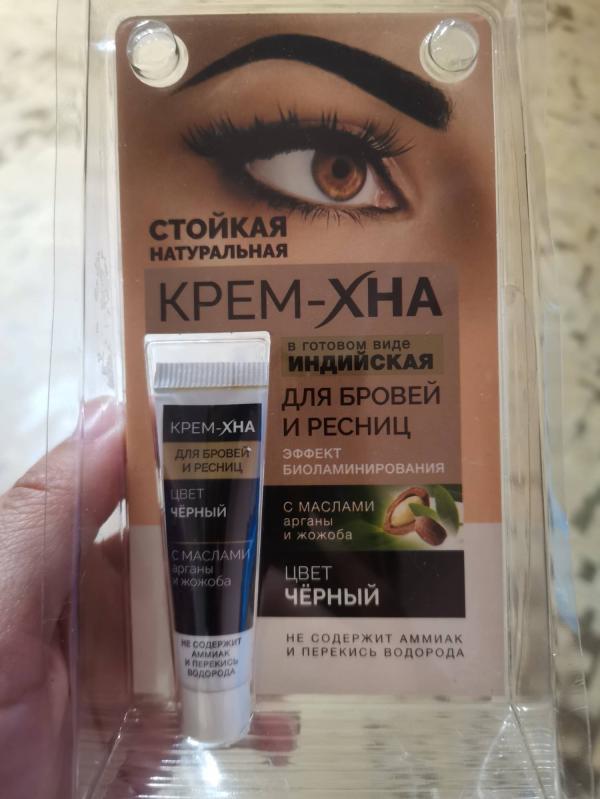 СТОЙКАЯ
НАТУРАЛЬНАЯ
КРЕМ-ХНА
в готовом виде
ИНДИЙСКАЯ
ДЛЯ БРОВЕЙ
И РЕСНИЦ
ЭФФЕКТ
БИОЛАМИНИРОВАНИЯ
С МАСЛАМИ
арганы
и жожоба
ЦВЕТ
ЧЁРНЫЙ
НЕ СОДЕРЖИТ АММИАК
И ПЕРЕКИСЬ ВОДОРОДА
КРЕМ-ХНА
ДЛЯ БРОВЕЙ
И РЕСНИЦ
ЦВЕТ
ЧЁРНЫЙ
С МАСЛАМИ
арганы
и жожоба
НЕ СОДЕРЖИТ
АММИАК
И ПЕРЕКИСЬ
ВОДОРОДА